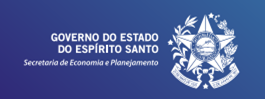 GOVERNO DO ESTADO
DO ESPÍRITO SANTO
Secretaria de Economia e Planejamento